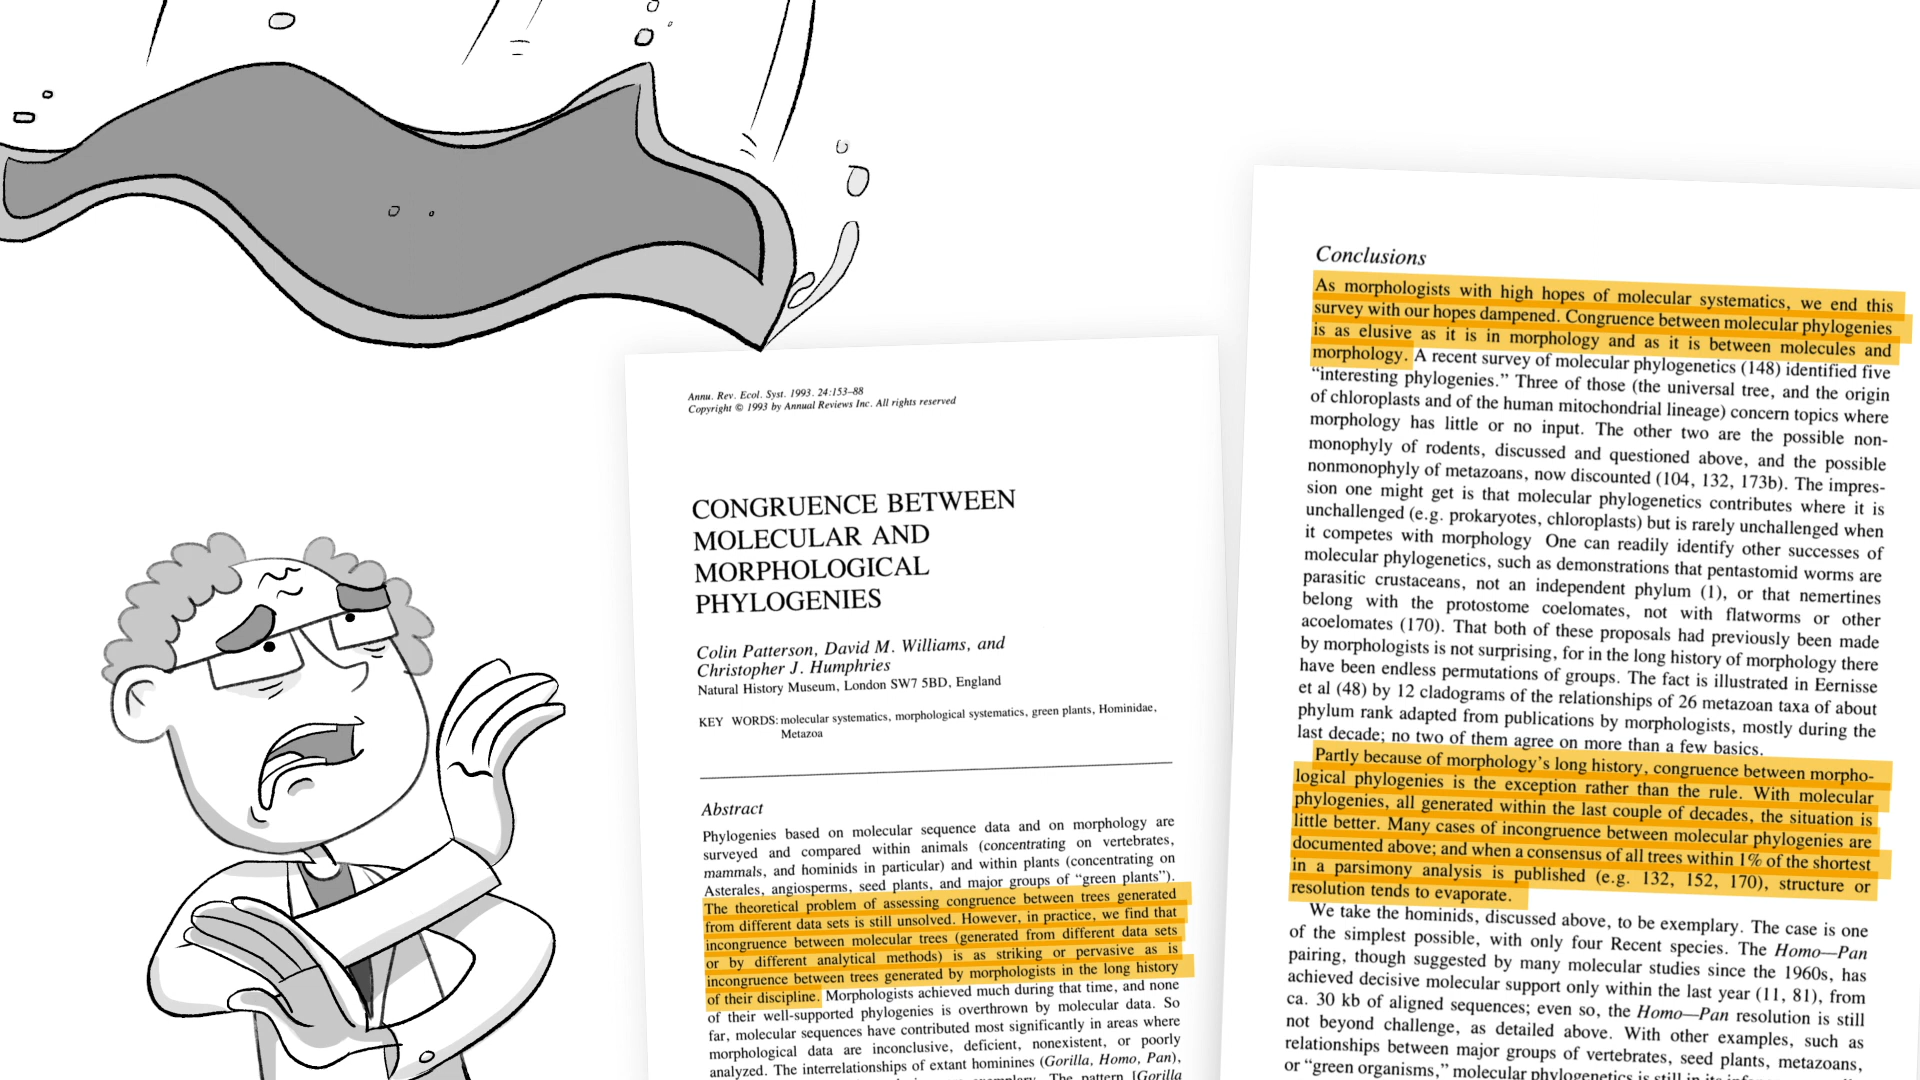 Annu. Rev. Ecol. Syst. 1993. 24:153–88
Copyright © 1993 by Annual Reviews Inc. All rights reserved
CONGRUENCE BETWEEN
MOLECULAR AND
MORPHOLOGICAL
PHYLOGENIES
Colin Patterson, David M. Williams, and
Christopher J. Humphries
Natural History Museum, London SW7 5BD, England
KEY WORDS: molecular systematics, morphological systematics, green plants, Hominidae,
Metazoa
Abstract
Phylogenies based on molecular sequence data and on morphology are
surveyed and compared within animals (concentrating on vertebrates,
mammals, and hominids in particular) and within plants (concentrating on
Asterales, angiosperms, seed plants, and major groups of “green plants”).
The theoretical problem of assessing congruence between trees generated
from different data sets is still unsolved. However, in practice, we find that
incongruence between molecular trees (generated from different data sets
or by different analytical methods) is as striking or pervasive as is
incongruence between trees generated by morphologists in the long history
of their discipline. Morphologists achieved much during that time, and none
of their well-supported phylogenies is overthrown by molecular data. So
far, molecular sequences have contributed most significantly in areas where
morphological data are inconclusive, deficient, nonexistent, or poorly
analyzed. The interrelationships of extant hominines (Gorilla, Homo, Pan),
The pattern [Gorilla
Conclusions
As morphologists with high hopes of molecular systematics, we end this
survey with our hopes dampened. Congruence between molecular phylogenies
is as elusive as it is in morphology and as it is between molecules and
morphology. A recent survey of molecular phylogenetics (148) identified five
“interesting phylogenies.” Three of those (the universal tree, and the origin
of chloroplasts and of the human mitochondrial lineage) concern topics where
morphology has little or no input. The other two are the possible non-
monophyly of rodents, discussed and questioned above, and the possible
nonmonophyly of metazoans, now discounted (104, 132, 173b). The impres-
sion one might get is that molecular phylogenetics contributes where it is
unchallenged (e.g. prokaryotes, chloroplasts) but is rarely unchallenged when
it competes with morphology One can readily identify other successes of
molecular phylogenetics, such as demonstrations that pentastomid worms are
parasitic crustaceans, not an independent phylum (1), or that nemertines
belong with the protostome coelomates, not with flatworms or other
acoelomates (170). That both of these proposals had previously been made
by morphologists is not surprising, for in the long history of morphology there
have been endless permutations of groups. The fact is illustrated in Eernisse
et al (48) by 12 cladograms of the relationships of 26 metazoan taxa of about
phylum rank adapted from publications by morphologists, mostly during the
last decade; no two of them agree on more than a few basics.
Partly because of morphology’s long history, congruence between morpho-
logical phylogenies is the exception rather than the rule. With molecular
phylogenies, all generated within the last couple of decades, the situation is
little better. Many cases of incongruence between molecular phylogenies are
documented above; and when a consensus of all trees within 1% of the shortest
in a parsimony analysis is published (e.g. 132, 152, 170), structure or
resolution tends to evaporate.
We take the hominids, discussed above, to be exemplary. The case is one
of the simplest possible, with only four Recent species. The Homo—Pan
pairing, though suggested by many molecular studies since the 1960s, has
achieved decisive molecular support only within the last year (11, 81), from
ca. 30 kb of aligned sequences; even so, the Homo—Pan resolution is still
not beyond challenge, as detailed above. With other examples, such as
relationships between major groups of vertebrates, seed plants, metazoans,
or “green organisms,” molecular phylogenetics is still in its